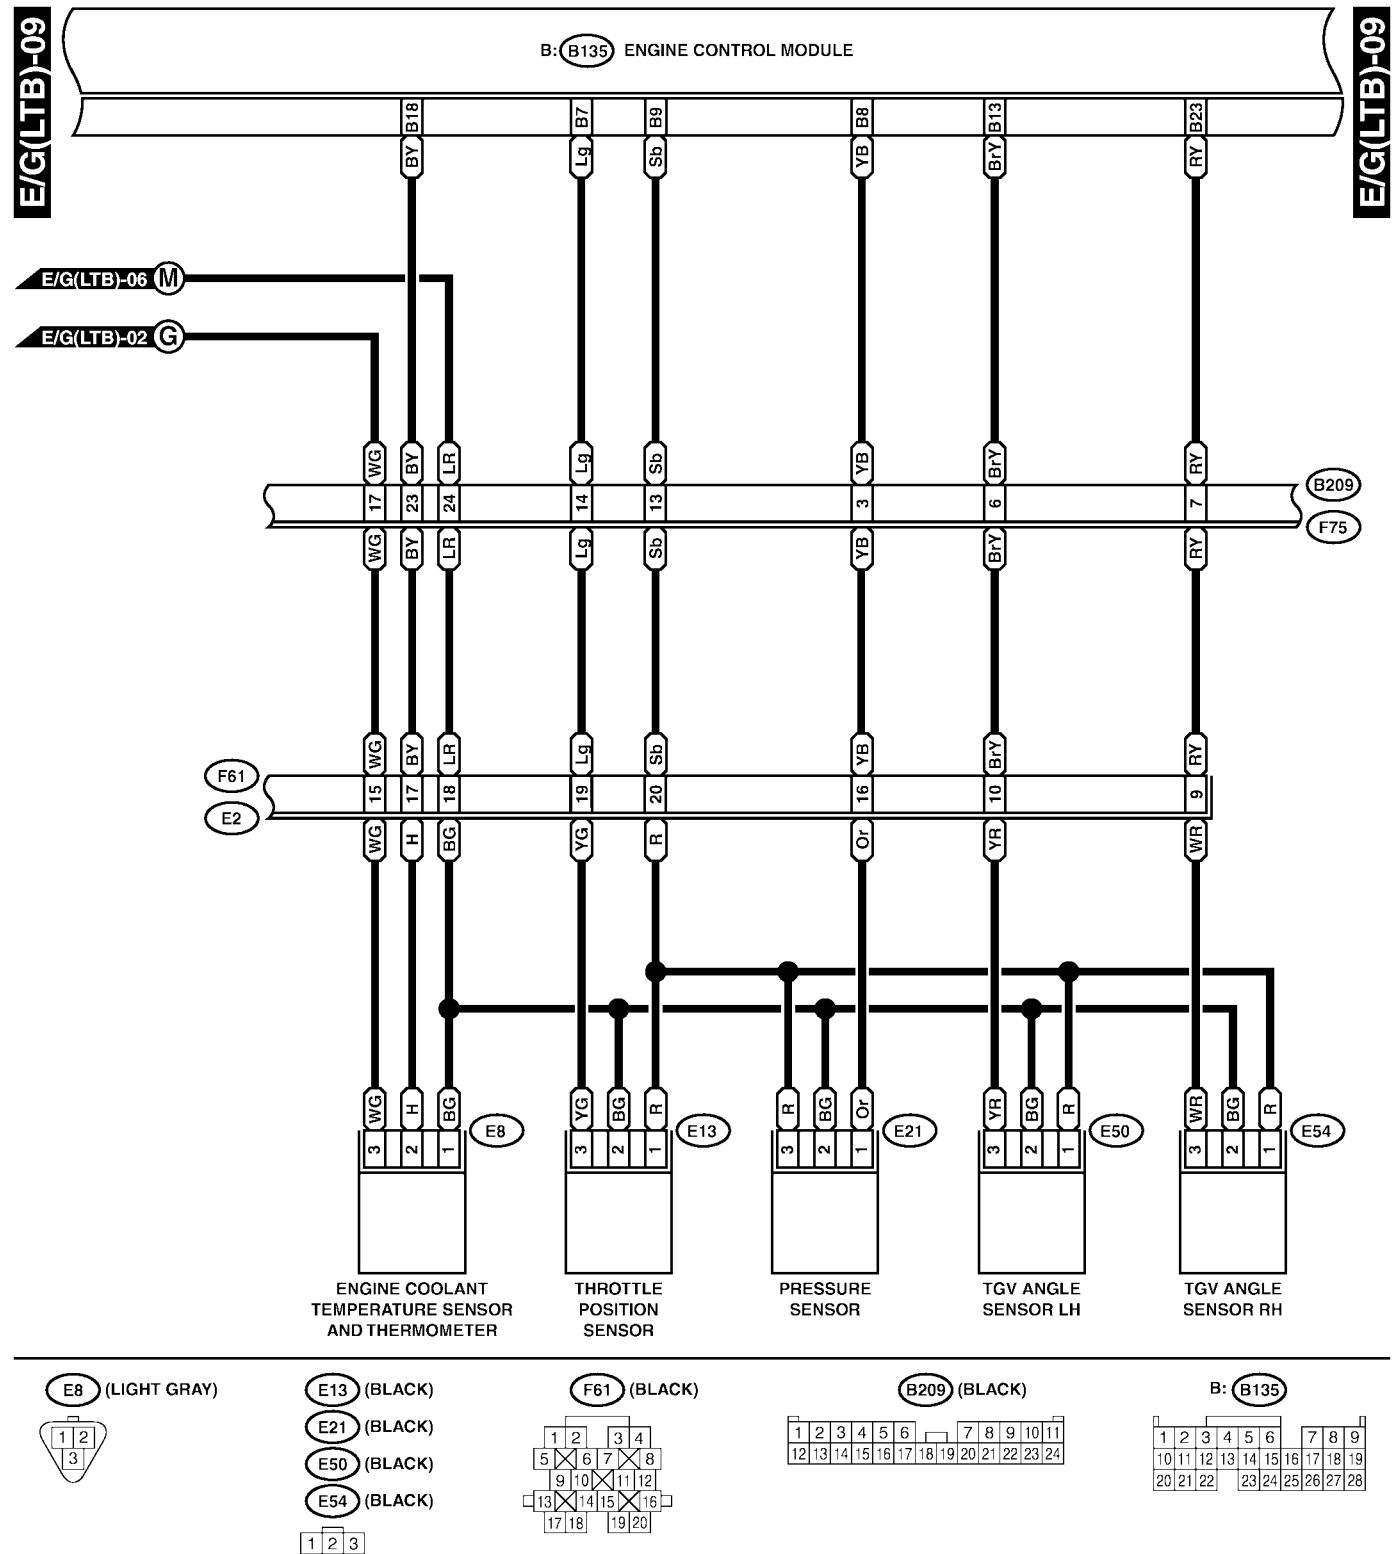 E/G(LTB)-09
E/G(LTB)-09
B: B135 ENGINE CONTROL MODULE
B18 B7 B9 B8 B13 B23
BY Lg Sb YB BrY RY
E/G(LTB)-06 M
E/G(LTB)-02 G
WG BY LR Lg Sb YB BrY RY
17 23 24 14 13 3 6 7
B209
F75
WG BY LR Lg Sb YB BrY RY
WG BY LR Lg Sb YB BrY RY
F61
15 17 18 19 20 16 10 9
E2
WG H BG YG R Or YR WR
WG H BG YG BG R R BG Or YR BG R WR BG R
E8 E13 E21 E50 E54
3 2 1 3 2 1 3 2 1 3 2 1 3 2 1
ENGINE COOLANT
TEMPERATURE SENSOR
AND THERMOMETER
THROTTLE
POSITION
SENSOR
PRESSURE
SENSOR
TGV ANGLE
SENSOR LH
TGV ANGLE
SENSOR RH
E8 (LIGHT GRAY)
1 2
3
E13 (BLACK)
E21 (BLACK)
E50 (BLACK)
E54 (BLACK)
1 2 3
F61 (BLACK)
1 2 3 4
5 6 7 8
9 10 11 12
13 14 15 16
17 18 19 20
B209 (BLACK)
1 2 3 4 5 6 7 8 9 10 11
12 13 14 15 16 17 18 19 20 21 22 23 24
B: B135
1 2 3 4 5 6 7 8 9
10 11 12 13 14 15 16 17 18 19
20 21 22 23 24 25 26 27 28